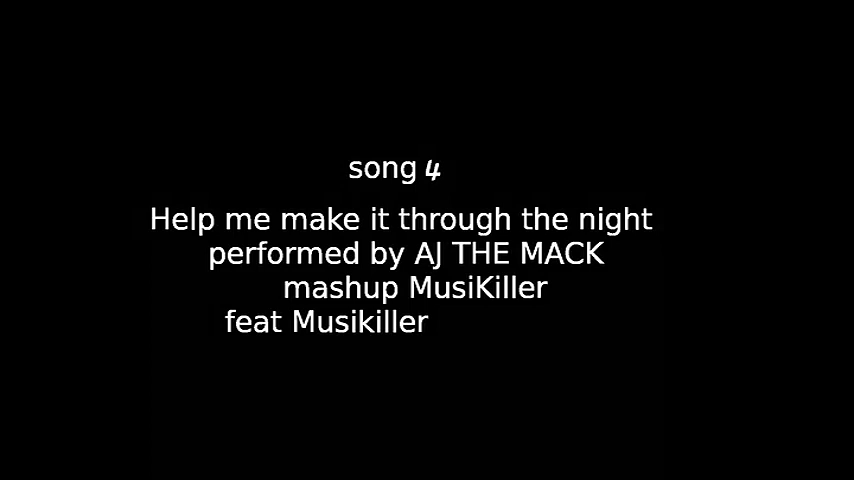 song 4
Help me make it through the night
performed by AJ THE MACK
mashup MusiKiller
feat Musikiller